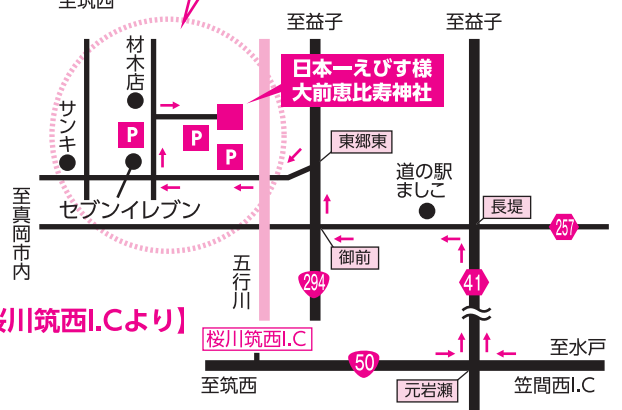 至筑西
至益子
至益子
材木店
日本一えびす様
大前恵比寿神社
サンキ
P
P
P
東郷東
道の駅
ましこ
長堤
至真岡市内
セブンイレブン
257
御前
五行川
294
41
川筑西I.Cより】
桜川筑西I.C
至水戸
50
至筑西
元岩瀬
笠間西I.C